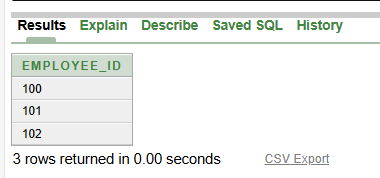 Results Explain Describe Saved SQL History
EMPLOYEE_ID
100
101
102
3 rows returned in 0.00 seconds CSV Export